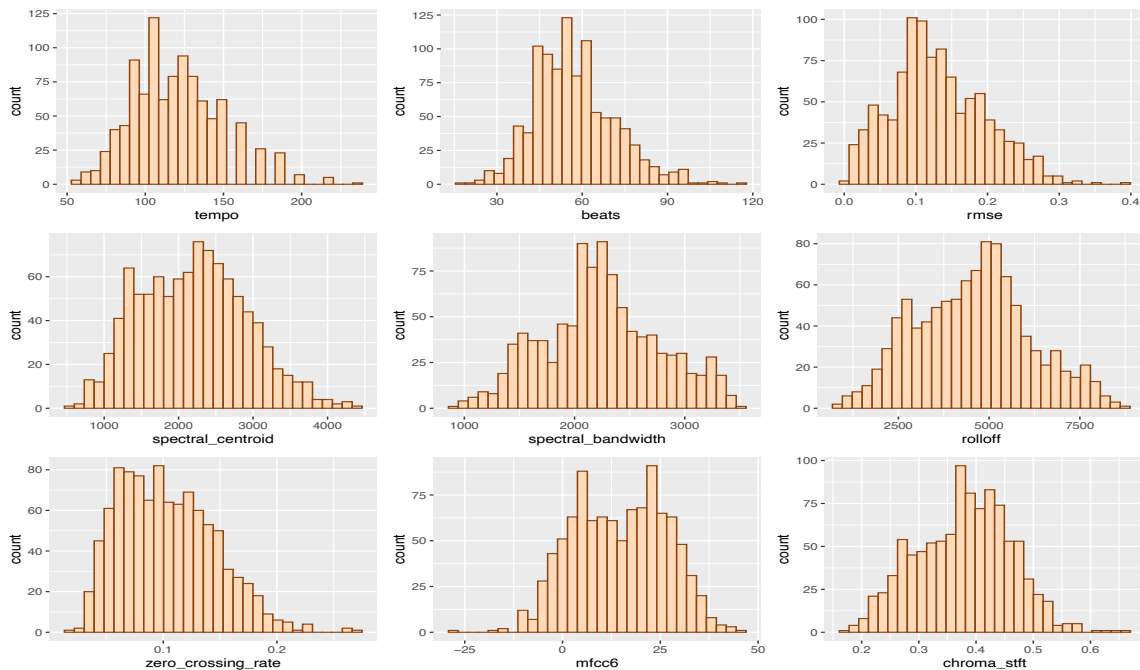 125
100
75
50
25
0
count
50 100 150 200
tempo
125
100
75
50
25
0
count
30 60 90 120
beats
100
75
50
25
0
count
0.0 0.1 0.2 0.3 0.4
rmse
60
40
20
0
count
1000 2000 3000 4000
spectral_centroid
75
50
25
0
count
1000 2000 3000
spectral_bandwidth
80
60
40
20
0
count
2500 5000 7500
rolloff
80
60
40
20
0
count
0.1 0.2
zero_crossing_rate
75
50
25
0
count
−25 0 25 50
mfcc6
100
75
50
25
0
count
0.2 0.3 0.4 0.5 0.6
chroma_stft